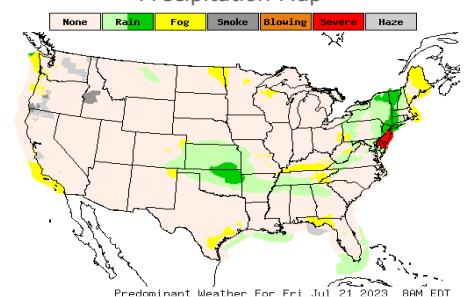 Precipitation Map
None Rain Fog Smoke Blowing Severe Haze
Predominant Weather For Fri Jul 21 2023 8AM EDT